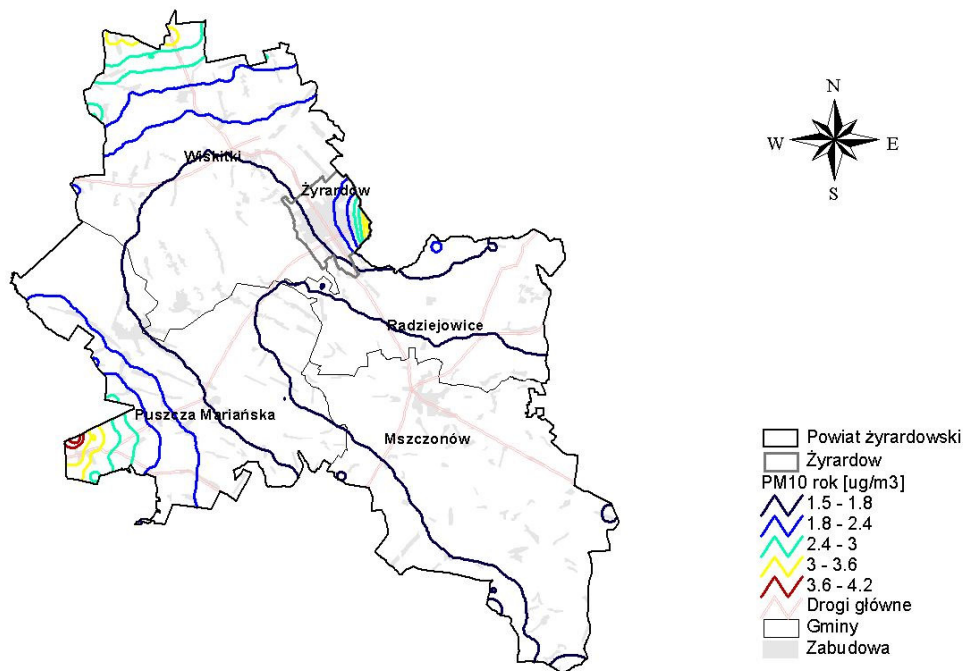 N
W
E
S
Wiskitki
Żyrardów
Radziejowice
Puszcza Mariańska
Mszczonów
Powiat żyrardowski
Żyrardow
PM10 rok [ug/m3]
1.5 - 1.8
1.8 - 2.4
2.4 - 3
3 - 3.6
3.6 - 4.2
Drogi główne
Gminy
Zabudowa